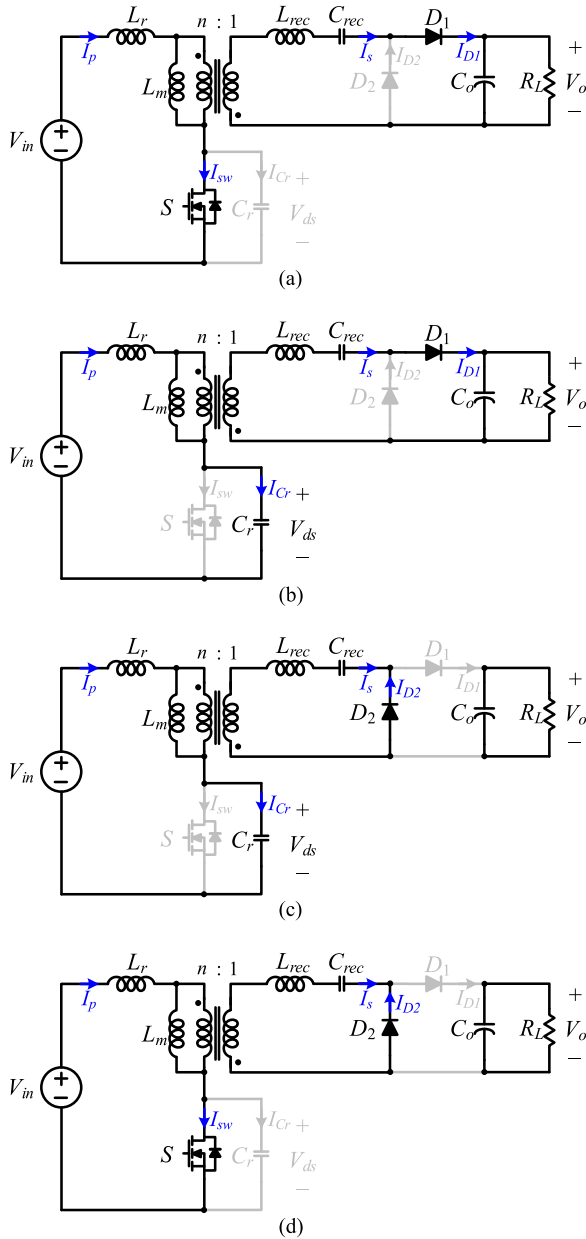 L_r n : 1 L_rec C_rec D_1
I_p I_s I_D2 I_D1 +
L_m D_2 C_o R_L V_o
−
V_in
I_sw I_Cr +
S C_r V_ds
−
(a)
L_r n : 1 L_rec C_rec D_1
I_p I_s I_D2 I_D1 +
L_m D_2 C_o R_L V_o
−
V_in
I_sw I_Cr +
S C_r V_ds
−
(b)
L_r n : 1 L_rec C_rec D_1
I_p I_s I_D2 I_D1 +
L_m D_2 C_o R_L V_o
−
V_in
I_sw I_Cr +
S C_r V_ds
−
(c)
L_r n : 1 L_rec C_rec D_1
I_p I_s I_D2 I_D1 +
L_m D_2 C_o R_L V_o
−
V_in
I_sw I_Cr +
S C_r V_ds
−
(d)